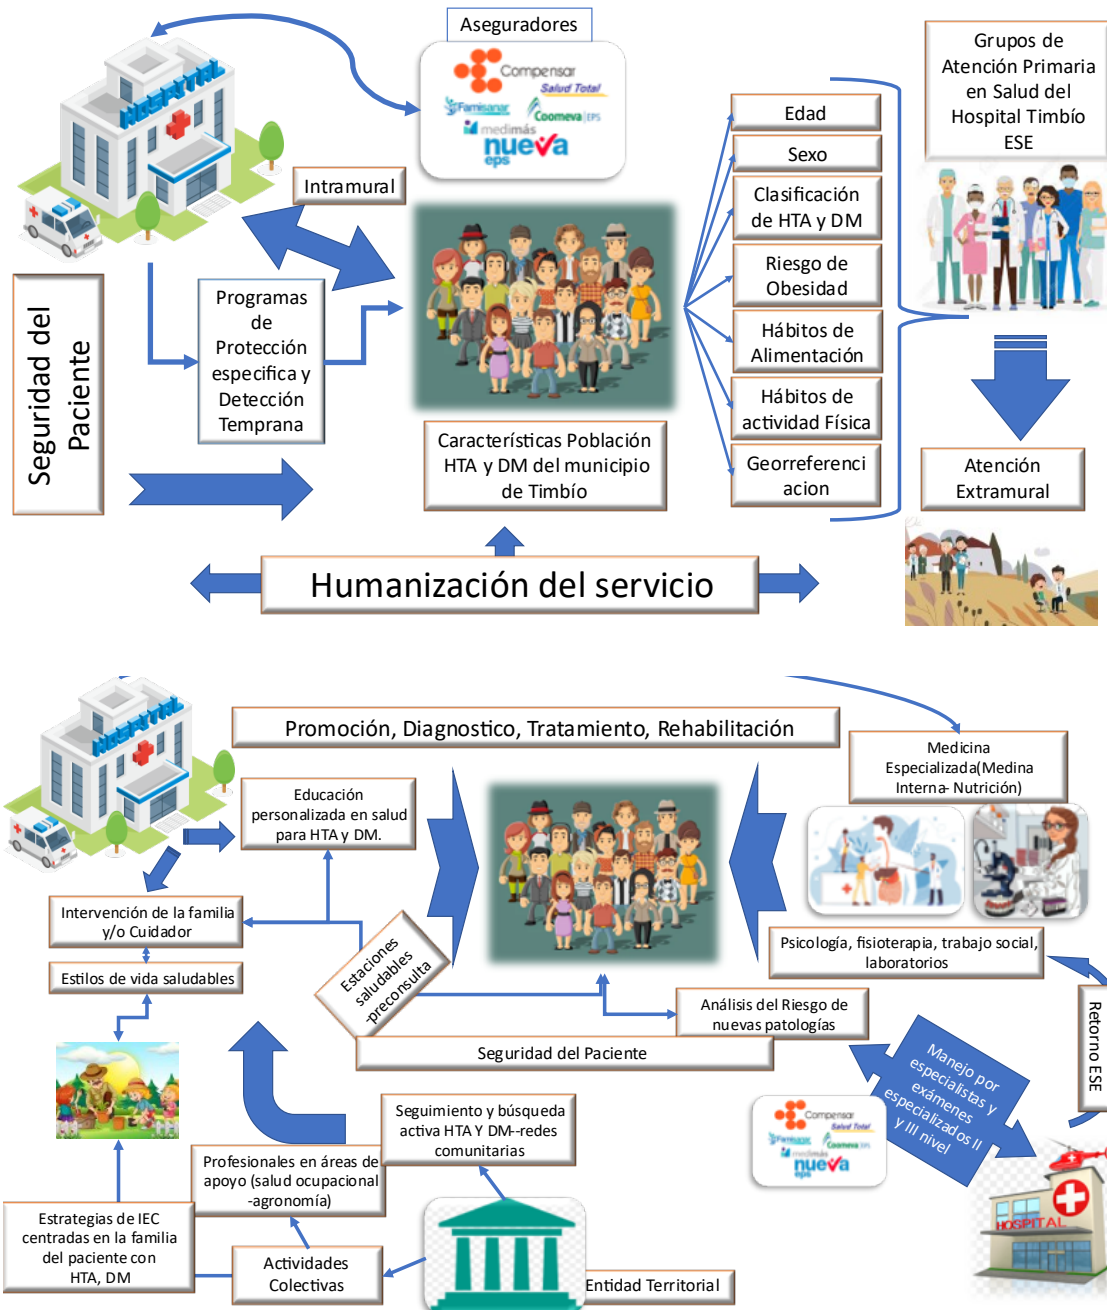 Aseguradores
Compensar
Salud Total
Famisanar
Coomeva EPS
medimás
nueva
eps
HOSPITAL
Intramural
Seguridad del
Paciente
Programas
de
Protección
especifica y
Detección
Temprana
Características Población
HTA y DM del municipio
de Timbío
Edad
Sexo
Clasificación
de HTA y DM
Riesgo de
Obesidad
Hábitos de
Alimentación
Hábitos de
actividad Física
Georreferenci
acion
Grupos de
Atención Primaria
en Salud del
Hospital Timbío
ESE
Atención
Extramural
Humanización del servicio
HOSPITAL
Promoción, Diagnostico, Tratamiento, Rehabilitación
Medicina
Especializada(Medina
Interna- Nutrición)
Educación
personalizada en salud
para HTA y DM.
Intervención de la familia
y/o Cuidador
Estilos de vida saludables
Estaciones
saludables
-preconsulta
Psicología, fisioterapia, trabajo social,
laboratorios
Análisis del Riesgo de
nuevas patologías
Seguridad del Paciente
Retorno ESE
Manejo por
especialistas y
exámenes
especializados II
y III nivel
Compensar
Salud Total
Famisanar
Coomeva EPS
medimás
nueva
eps
HOSPITAL
Seguimiento y búsqueda
activa HTA Y DM--redes
comunitarias
Profesionales en áreas de
apoyo (salud ocupacional
-agronomía)
Estrategias de IEC
centradas en la familia
del paciente con
HTA, DM
Actividades
Colectivas
Entidad Territorial